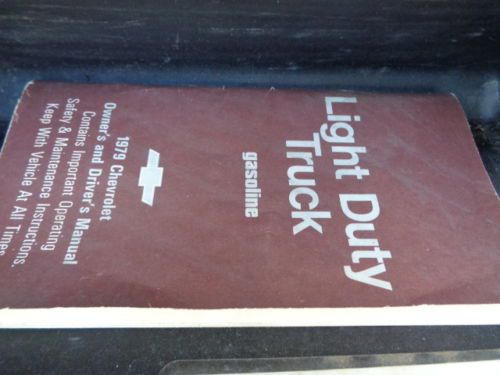 Light Duty
Truck
gasoline
1979 Chevrolet
Owner's and Driver's Manual
Contains Important Operating
Safety & Maintenance Instructions.
Keep With Vehicle At All Times